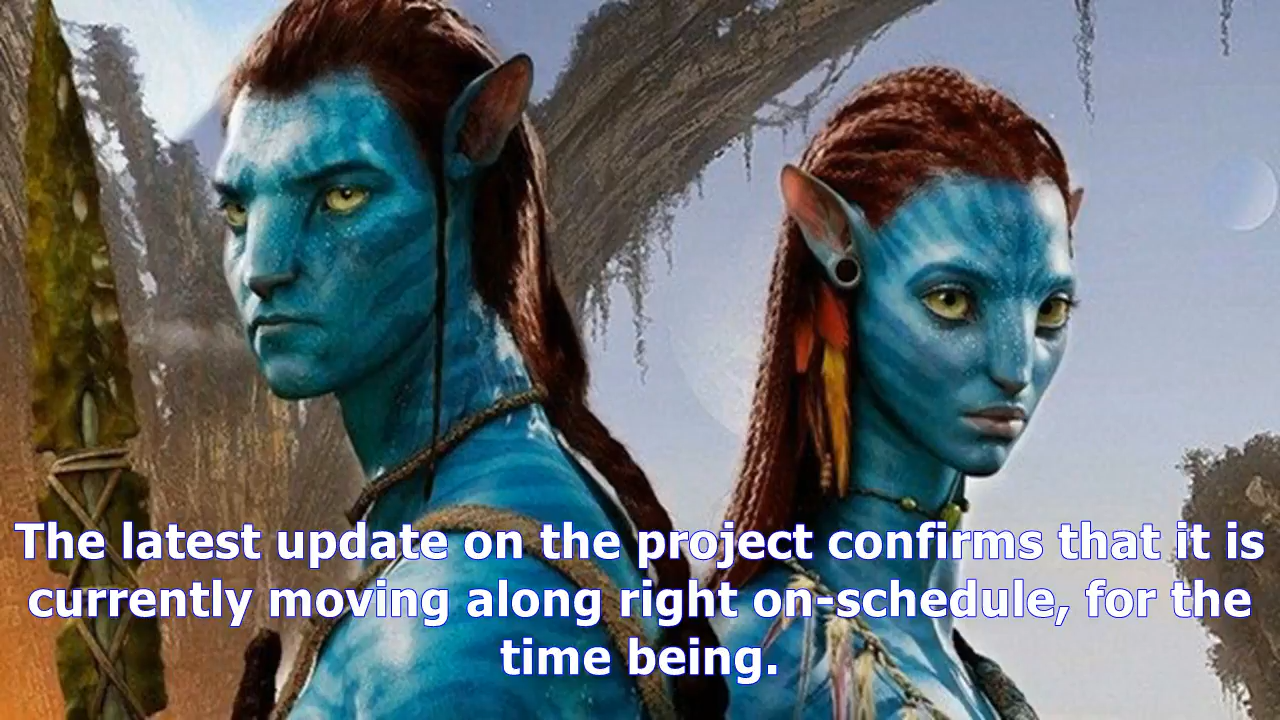 The latest update on the project confirms that it is
currently moving along right on-schedule, for the
time being.